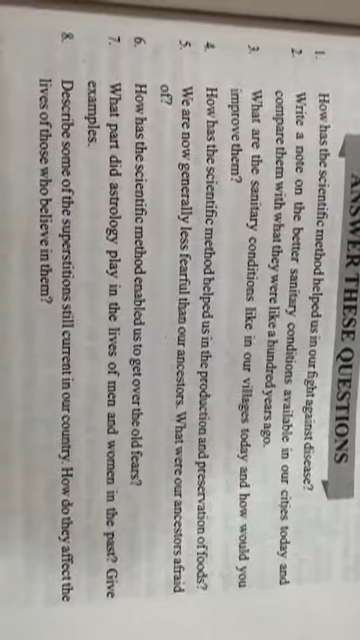 ANSWER THESE QUESTIONS
1. How has the scientific method helped us in our fight against disease?
2. Write a note on the better sanitary conditions available in our cities today and
compare them with what they were like a hundred years ago.
3. What are the sanitary conditions like in our villages today and how would you
improve them?
4. How has the scientific method helped us in the production and preservation of foods?
5. We are now generally less fearful than our ancestors. What were our ancestors afraid
of?
6. How has the scientific method enabled us to get over the old fears?
7. What part did astrology play in the lives of men and women in the past? Give
examples.
8. Describe some of the superstitions still current in our country. How do they affect the
lives of those who believe in them?